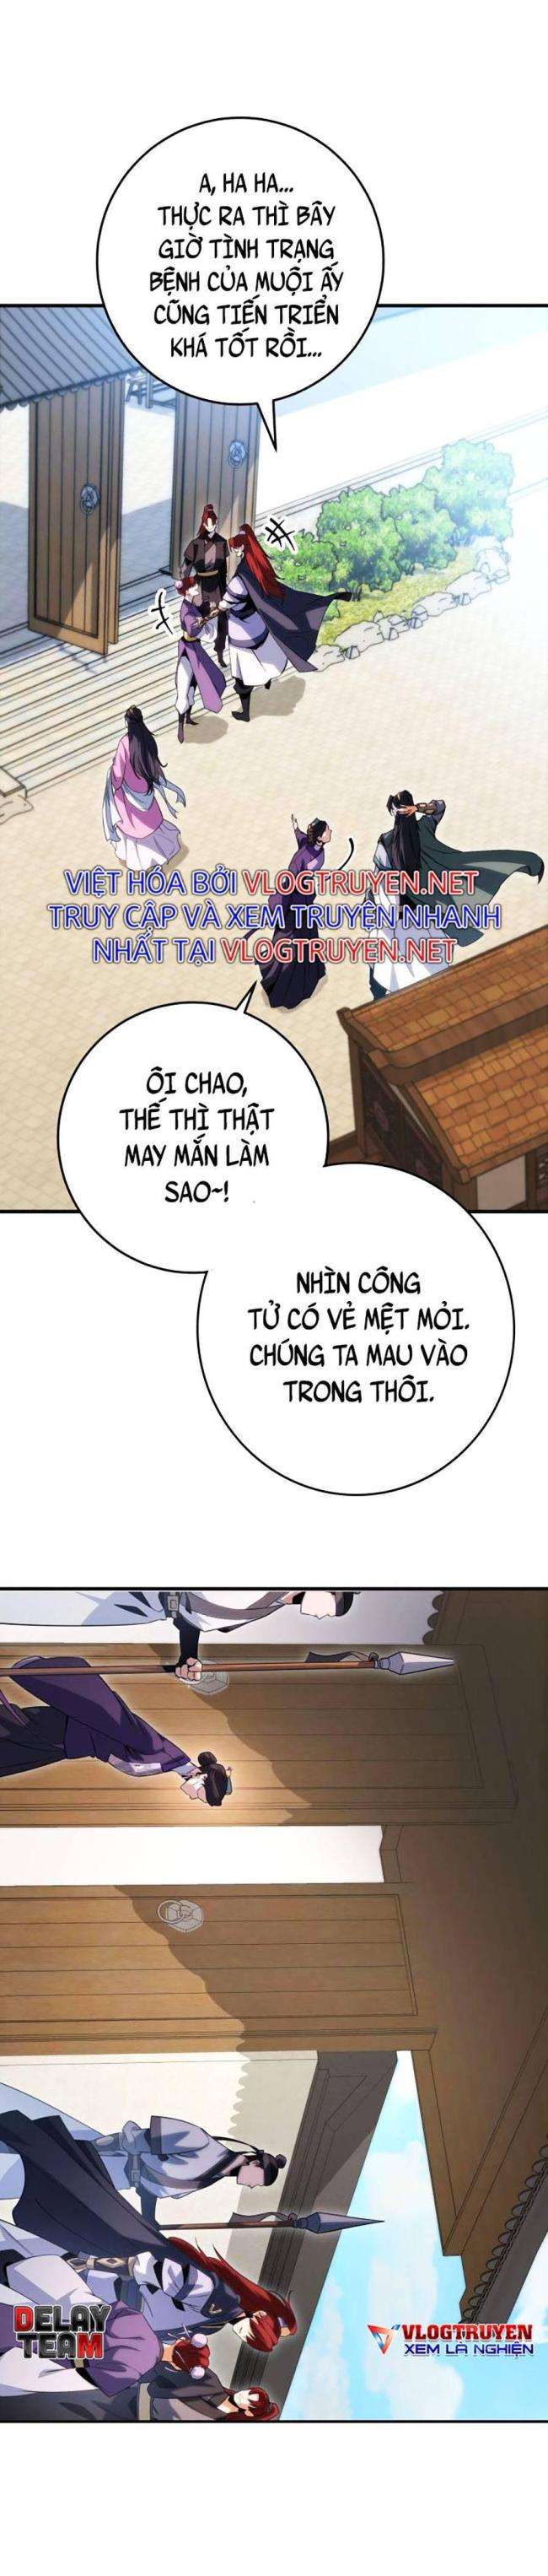 A, HA HA...
THỰC RA THÌ BÂY
GIỜ TÌNH TRẠNG
BỆNH CỦA MUỘI ẤY
CŨNG TIẾN TRIỂN
KHÁ TỐT RỒI...
VIỆT HÓA BỞI VLOGTRUYEN.NET
TRUY CẬP VÀ XEM TRUYỆN NHANH
NHẤT TẠI VLOGTRUYEN.NET
ÔI CHAO,
THẾ THÌ THẬT
MAY MẮN LÀM
SAO~!
NHÌN CÔNG
TỬ CÓ VẺ MỆT MỎI.
CHÚNG TA MAU VÀO
TRONG THÔI.
DELAY
TEAM
VLOGTRUYEN
XEM LÀ NGHIỆN